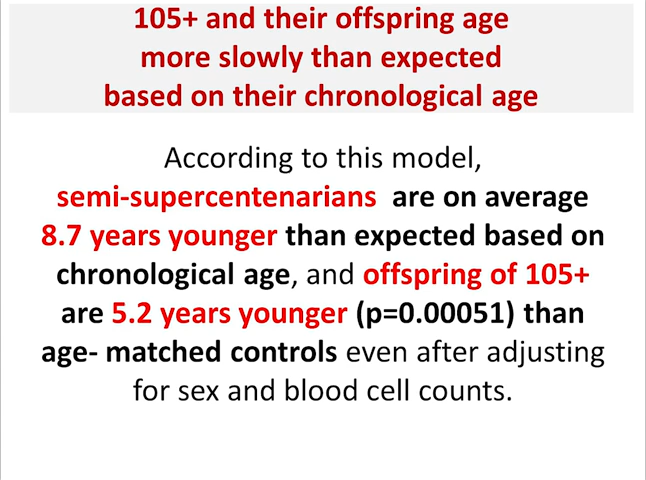 105+ and their offspring age
more slowly than expected
based on their chronological age
According to this model,
semi-supercentenarians are on average
8.7 years younger than expected based on
chronological age, and offspring of 105+
are 5.2 years younger (p=0.00051) than
age- matched controls even after adjusting
for sex and blood cell counts.